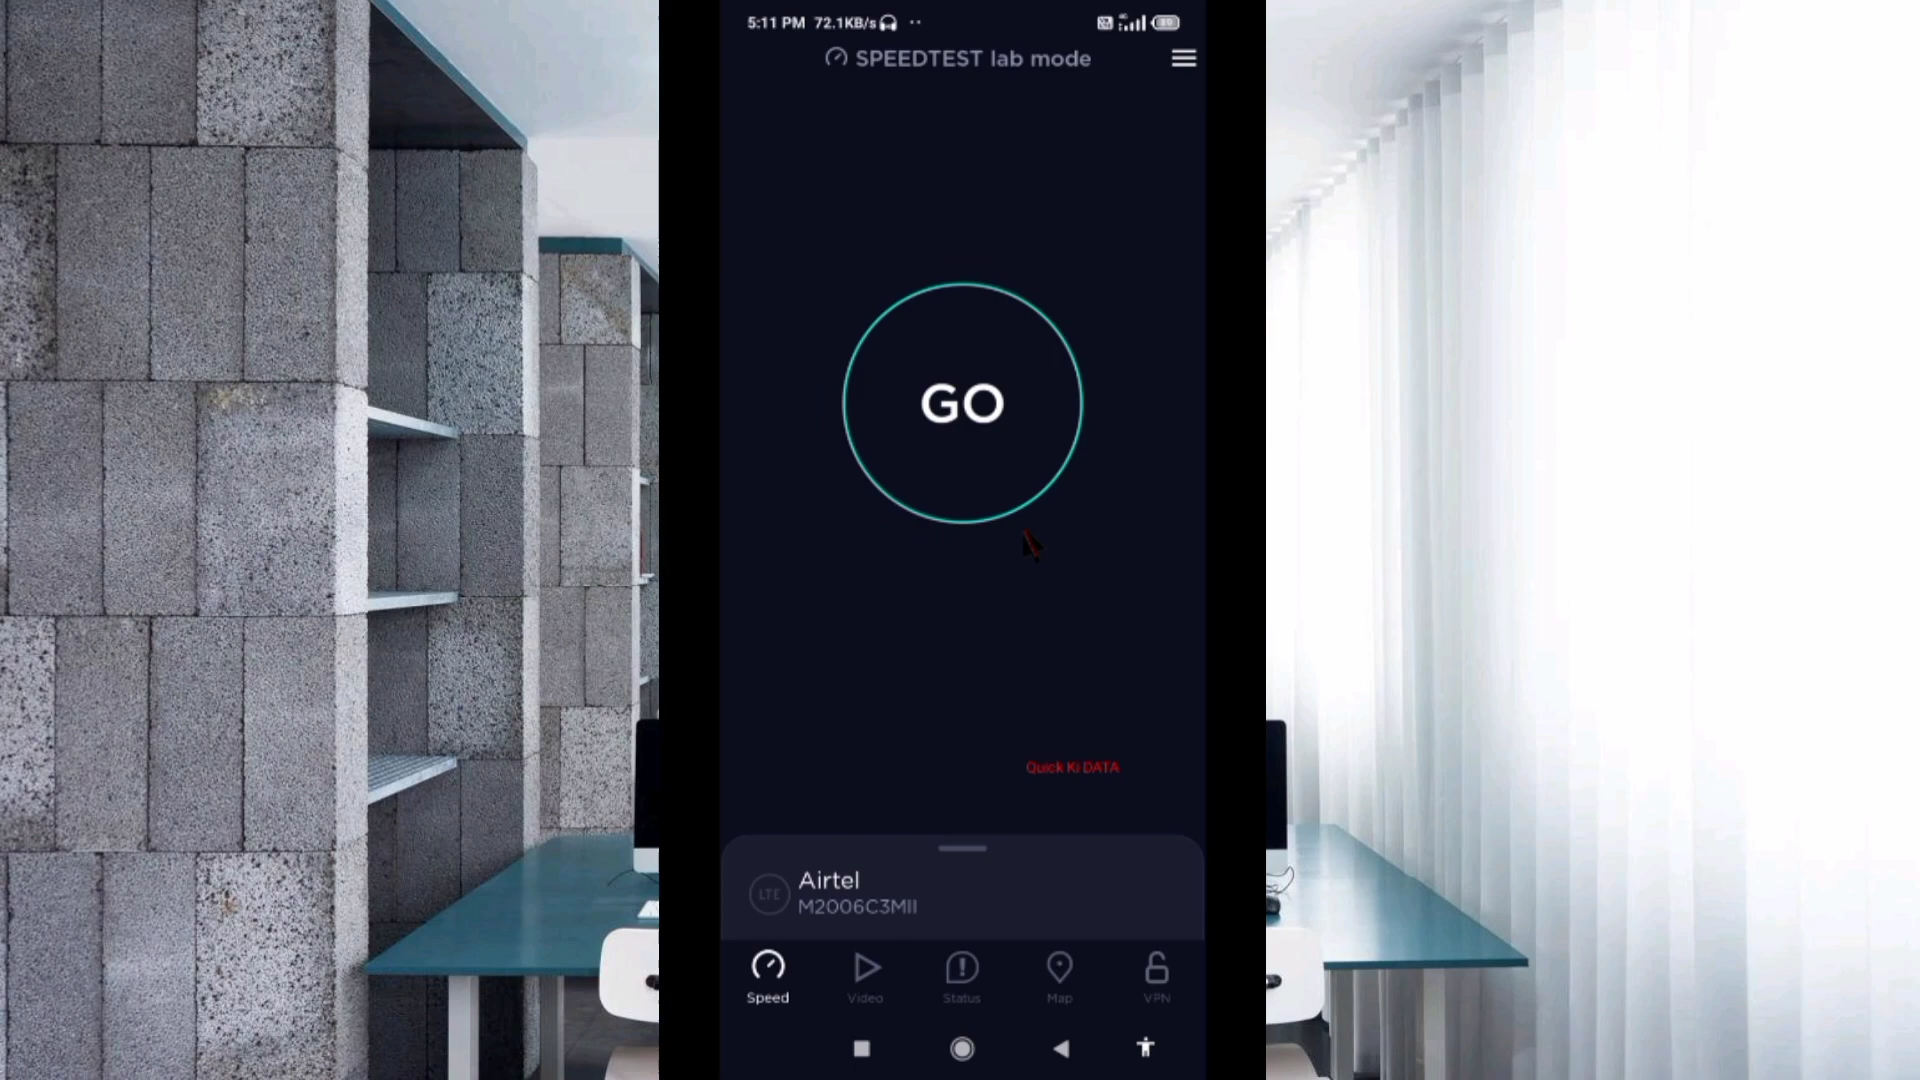 5:11 PM 72.1KB/s
SPEEDTEST lab mode
GO
Quick Ki DATA
LTE
Airtel
M2006C3MII
Speed
Video
Status
Map
VPN